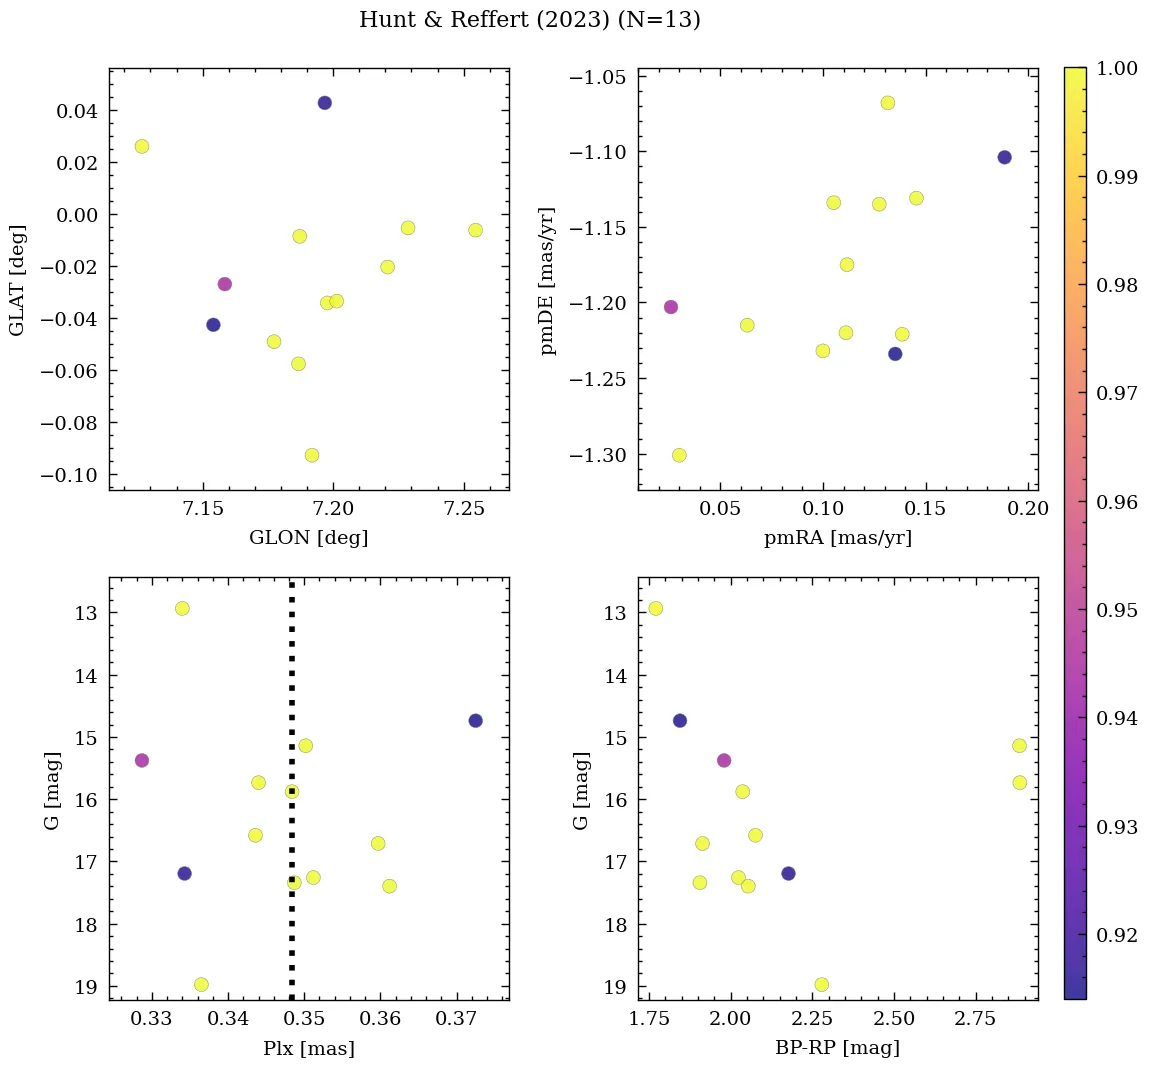 Hunt & Reffert (2023) (N=13)
GLAT [deg]
0.04
0.02
0.00
−0.02
−0.04
−0.06
−0.08
−0.10
7.15 7.20 7.25
GLON [deg]
pmDE [mas/yr]
−1.05
−1.10
−1.15
−1.20
−1.25
−1.30
0.05 0.10 0.15 0.20
pmRA [mas/yr]
G [mag]
13
14
15
16
17
18
19
0.33 0.34 0.35 0.36 0.37
Plx [mas]
G [mag]
13
14
15
16
17
18
19
1.75 2.00 2.25 2.50 2.75
BP-RP [mag]
1.00
0.99
0.98
0.97
0.96
0.95
0.94
0.93
0.92